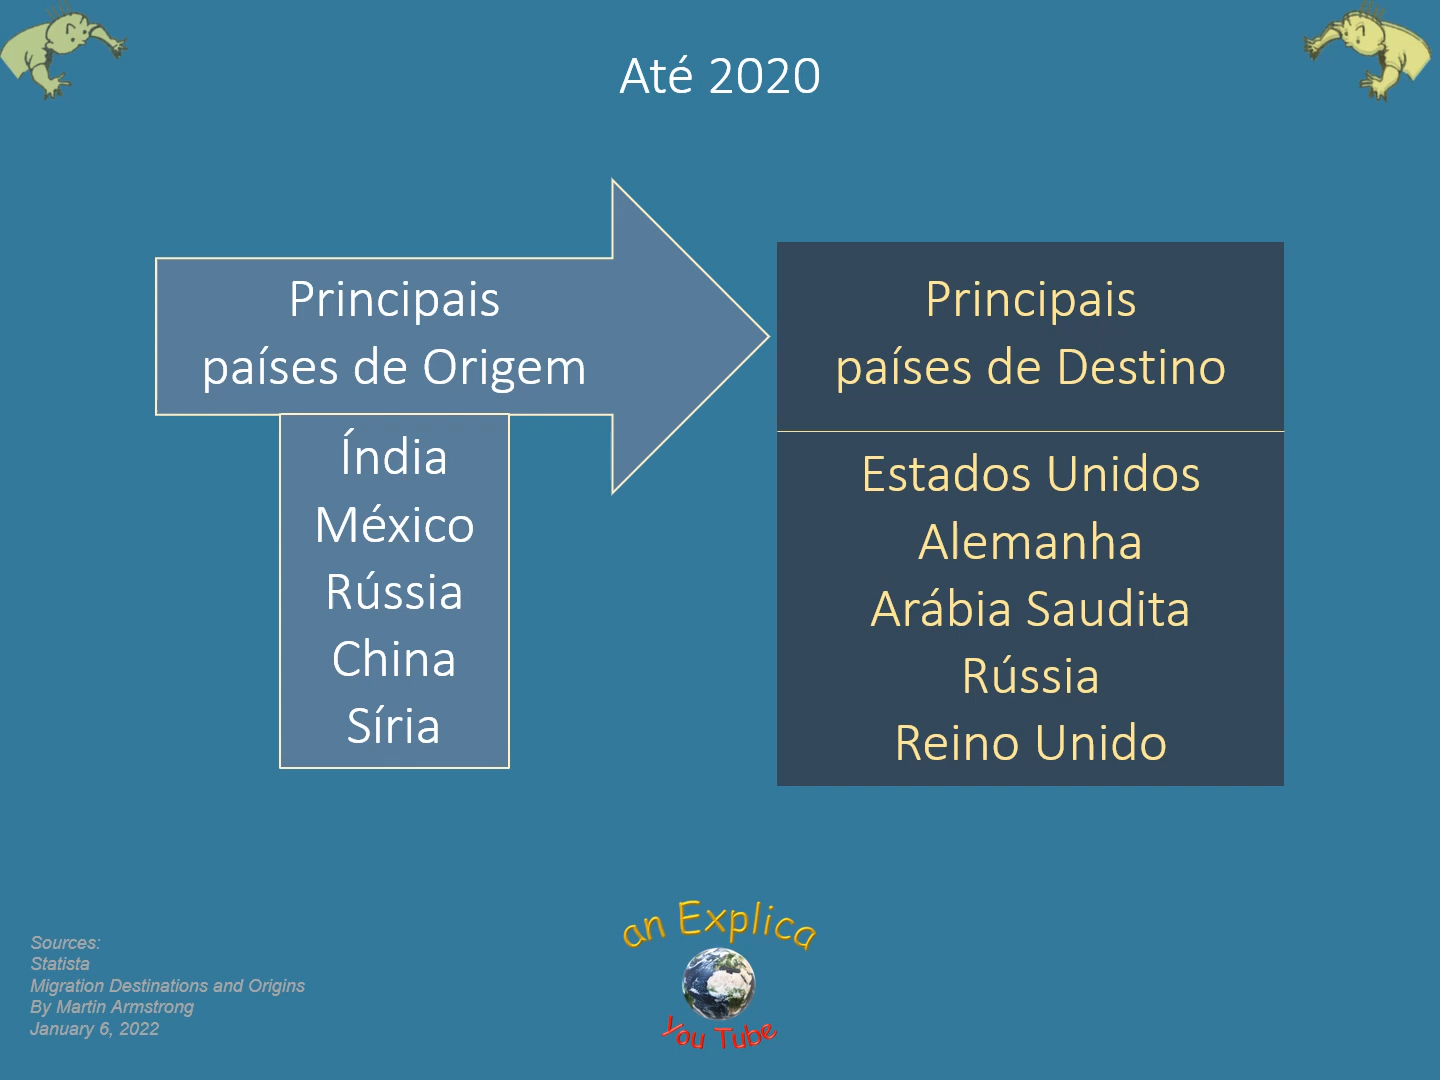 Até 2020
Principais
países de Origem
Índia
México
Rússia
China
Síria
Principais
países de Destino
Estados Unidos
Alemanha
Arábia Saudita
Rússia
Reino Unido
Sources:
Statista
Migration Destinations and Origins
By Martin Armstrong
January 6, 2022
an Explica
You Tube